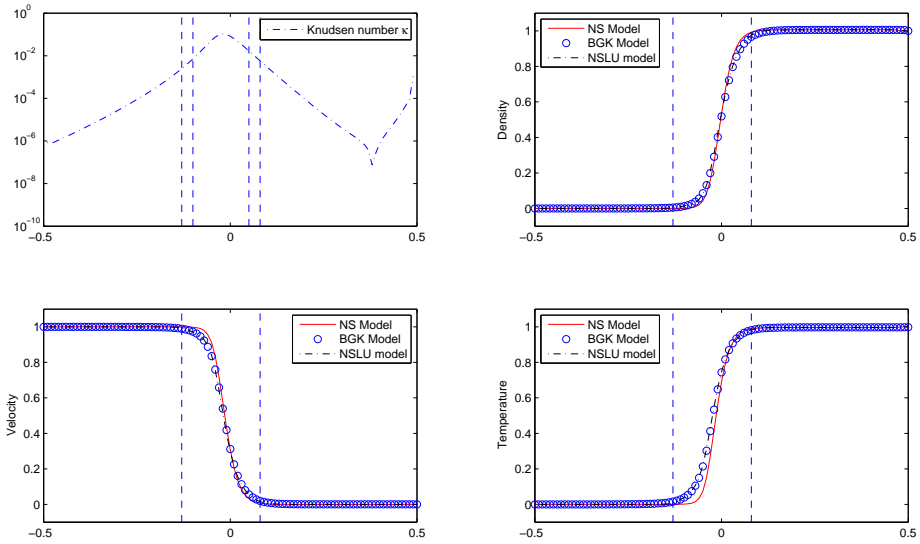 10^0
10^−2
10^−4
10^−6
10^−8
10^−10
−0.5
0
0.5
Knudsen number κ
1
0.8
0.6
0.4
0.2
0
Density
−0.5
0
0.5
NS Model
BGK Model
NSLU model
1
0.8
0.6
0.4
0.2
0
Velocity
−0.5
0
0.5
NS Model
BGK Model
NSLU model
1
0.8
0.6
0.4
0.2
0
Temperature
−0.5
0
0.5
NS Model
BGK Model
NSLU model